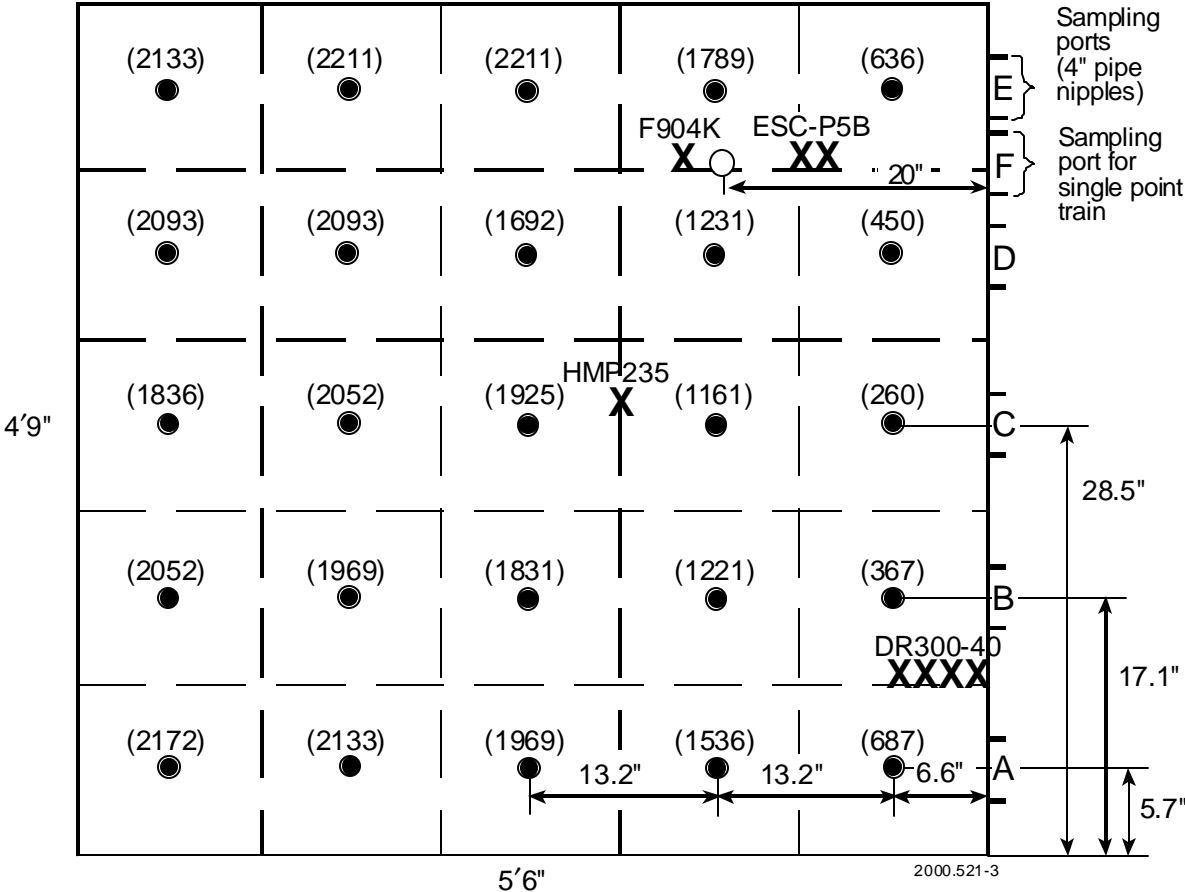 Sampling
ports
(4" pipe
nipples)
(2133) (2211) (2211) (1789) (636)
E
F904K ESC-P5B
Sampling
port for
single point
train
F
20"
(2093) (2093) (1692) (1231) (450)
D
HMP235
(1836) (2052) (1925) (1161) (260)
C
4′9"
28.5"
(2052) (1969) (1831) (1221) (367)
B
DR300-40
17.1"
(2172) (2133) (1969) (1536) (687)
13.2" 13.2" 6.6" A
5.7"
5′6"
2000.521-3